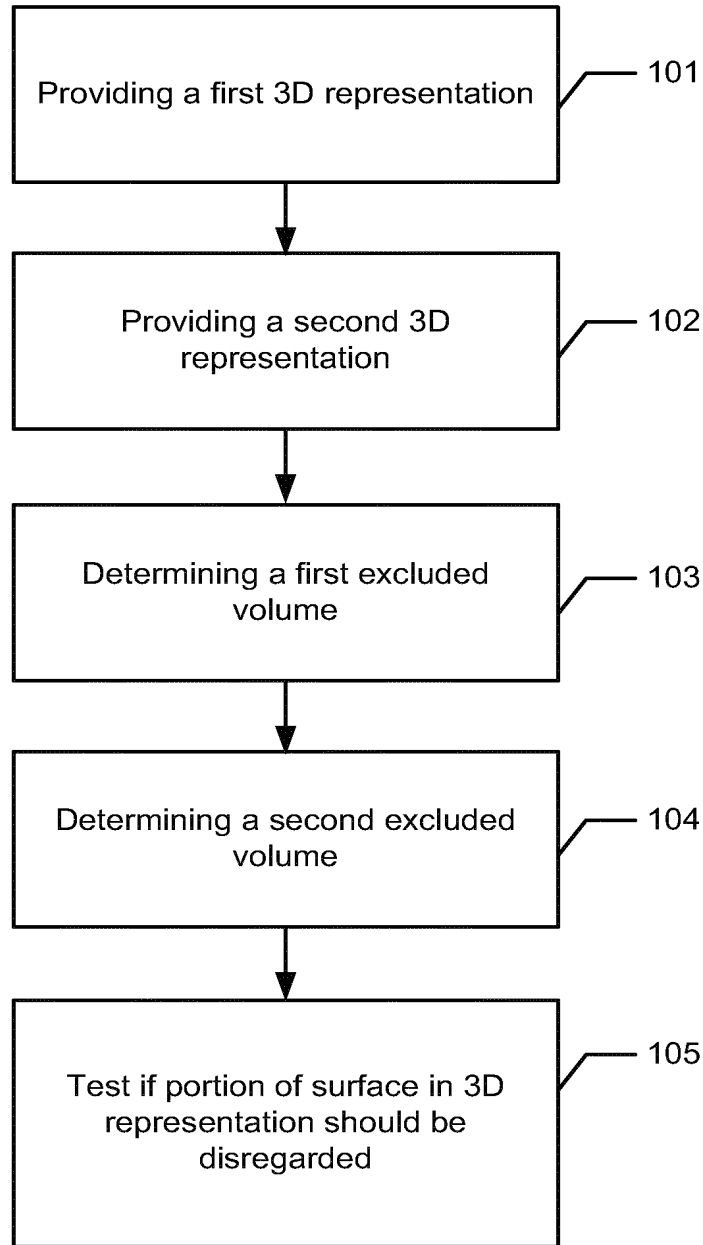 Providing a first 3D representation
101
Providing a second 3D
representation
102
Determining a first excluded
volume
103
Determining a second excluded
volume
104
Test if portion of surface in 3D
representation should be
disregarded
105